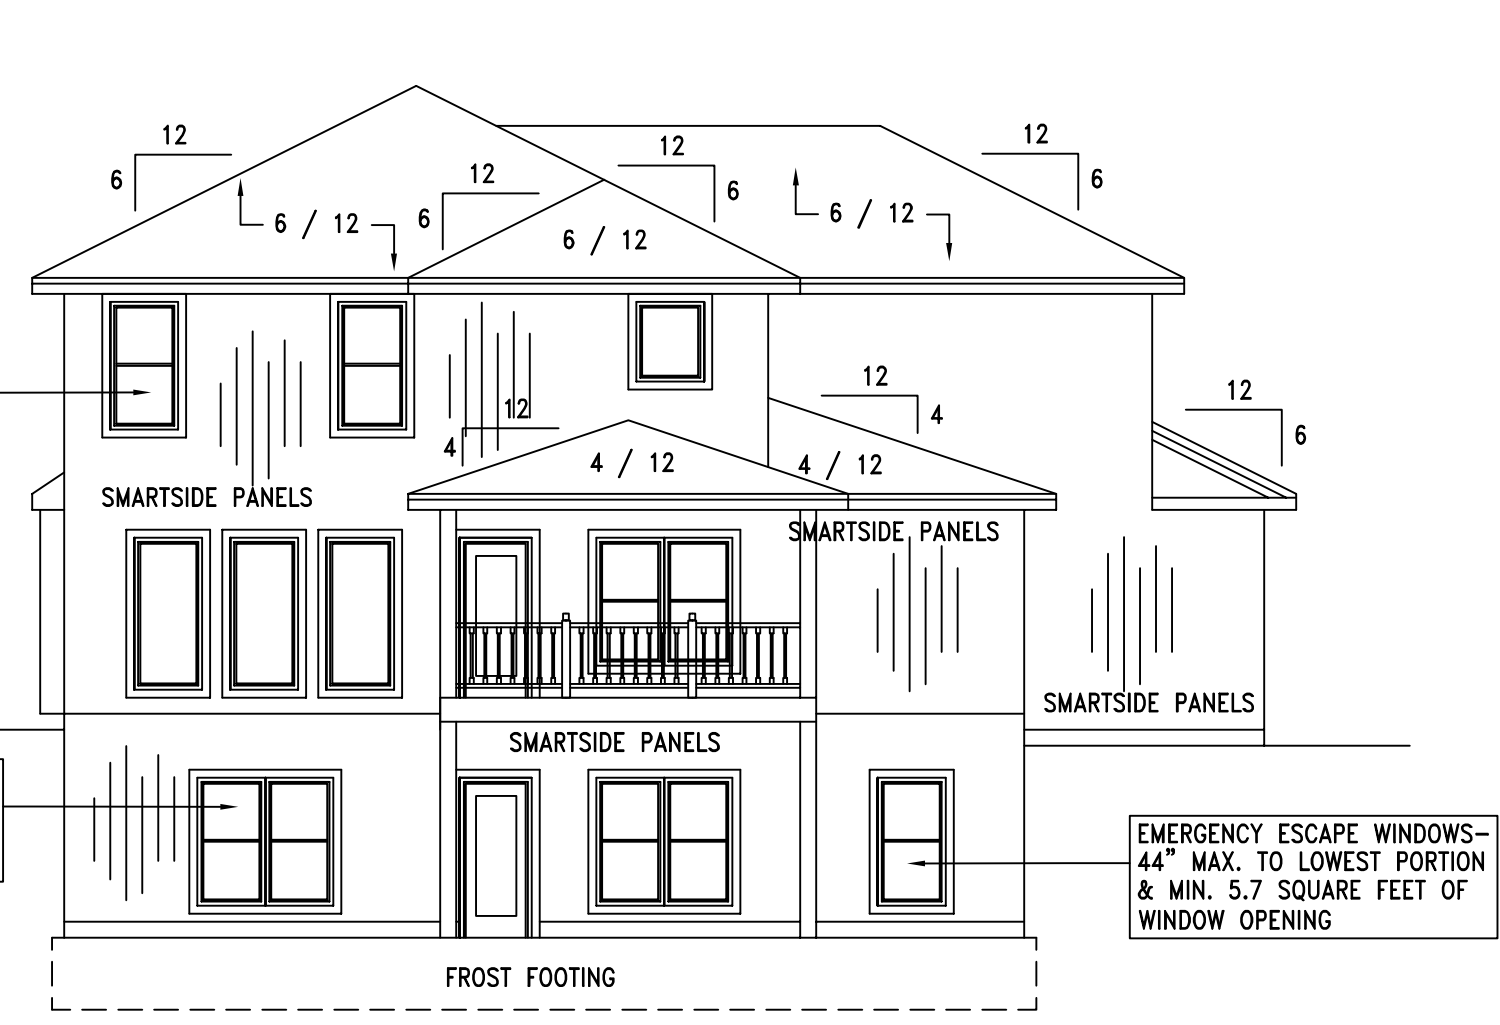 12
6
12
6
12
6
12
6
6 / 12
6 / 12
6 / 12
12
4
12
6
12
4
4 / 12
4 / 12
SMARTSIDE PANELS
SMARTSIDE PANELS
SMARTSIDE PANELS
SMARTSIDE PANELS
EMERGENCY ESCAPE WINDOWS-
44" MAX. TO LOWEST PORTION
& MIN. 5.7 SQUARE FEET OF
WINDOW OPENING
FROST FOOTING